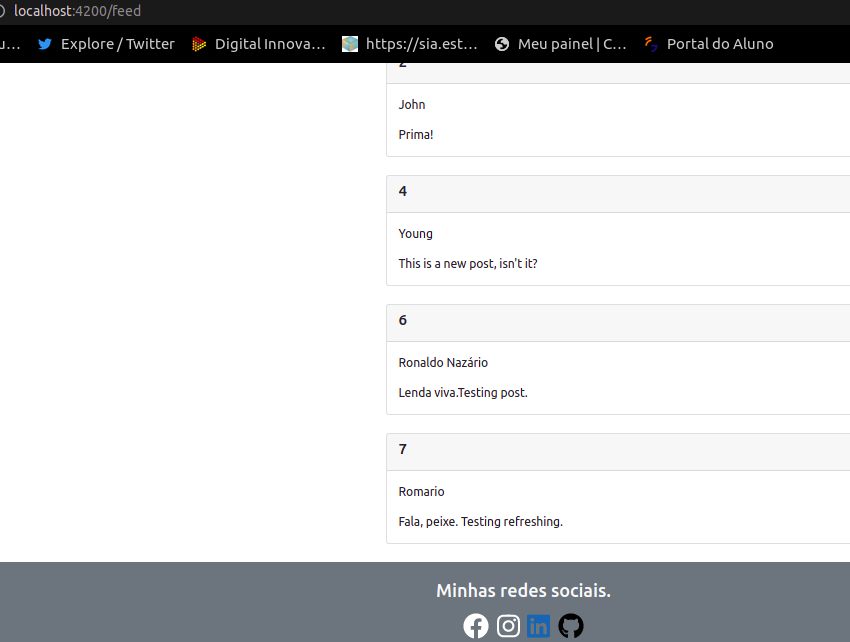 localhost:4200/feed
u... Explore / Twitter Digital Innova... https://sia.est... Meu painel | C... Portal do Aluno
2
John
Prima!
4
Young
This is a new post, isn't it?
6
Ronaldo Nazário
Lenda viva.Testing post.
7
Romario
Fala, peixe. Testing refreshing.
Minhas redes sociais.
in